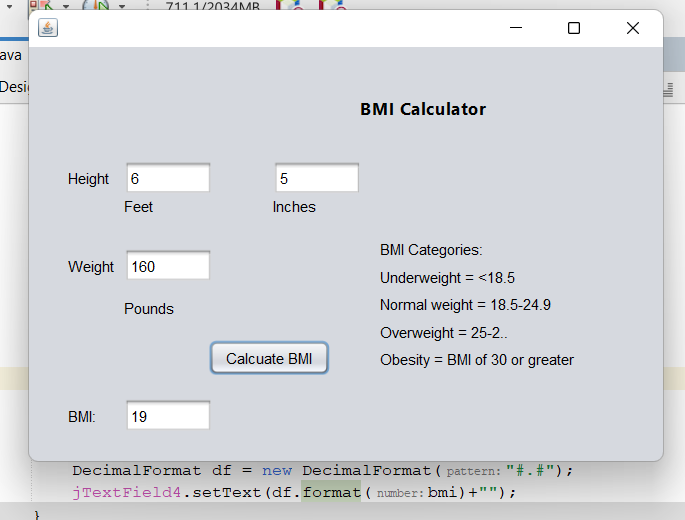 711.1/2034MB
ava
BMI Calculator
Height 6 5
Feet Inches
BMI Categories:
Weight 160
Underweight = <18.5
Pounds
Normal weight = 18.5-24.9
Overweight = 25-2..
Calcuate BMI
Obesity = BMI of 30 or greater
BMI: 19
DecimalFormat df = new DecimalFormat( pattern: "#.#");
jTextField4.setText(df.format( number: bmi)+"");
}